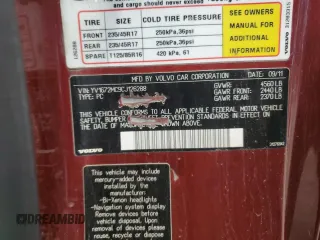 TIRE SIZE COLD TIRE PRESSURE
FRONT 235/45R17 250kPa,36psi
REAR 235/45R17 250kPa,36psi
SPARE T125/85R16 420 kPa, 61
SEE OWNERS
MANUAL FOR
ADDITIONAL
INFORMATION
VOLVO
MFD BY VOLVO CAR CORPORATION
09/11
VIN:
TYPE: PC
GVWR: 4560 LB
GAWR FRONT: 2440 LB
GAWR REAR: 2370 LB
THIS VEHICLE CONFORMS TO ALL APPLICABLE FEDERAL MOTOR VEHICLE
SAFETY, BUMPER AND THEFT PREVENTION STANDARDS IN EFFECT ON
THE DATE OF MANUFACTURE SHOWN ABOVE.
VOLVO
This vehicle may include
mercury-added devices
installed by the manufacturer:
- Bi-Xenon headlights
- Navigation system display
Remove devices before
vehicle disposal. Upon
removal of devices please
reuse, recycle or dispose
DREAMBID